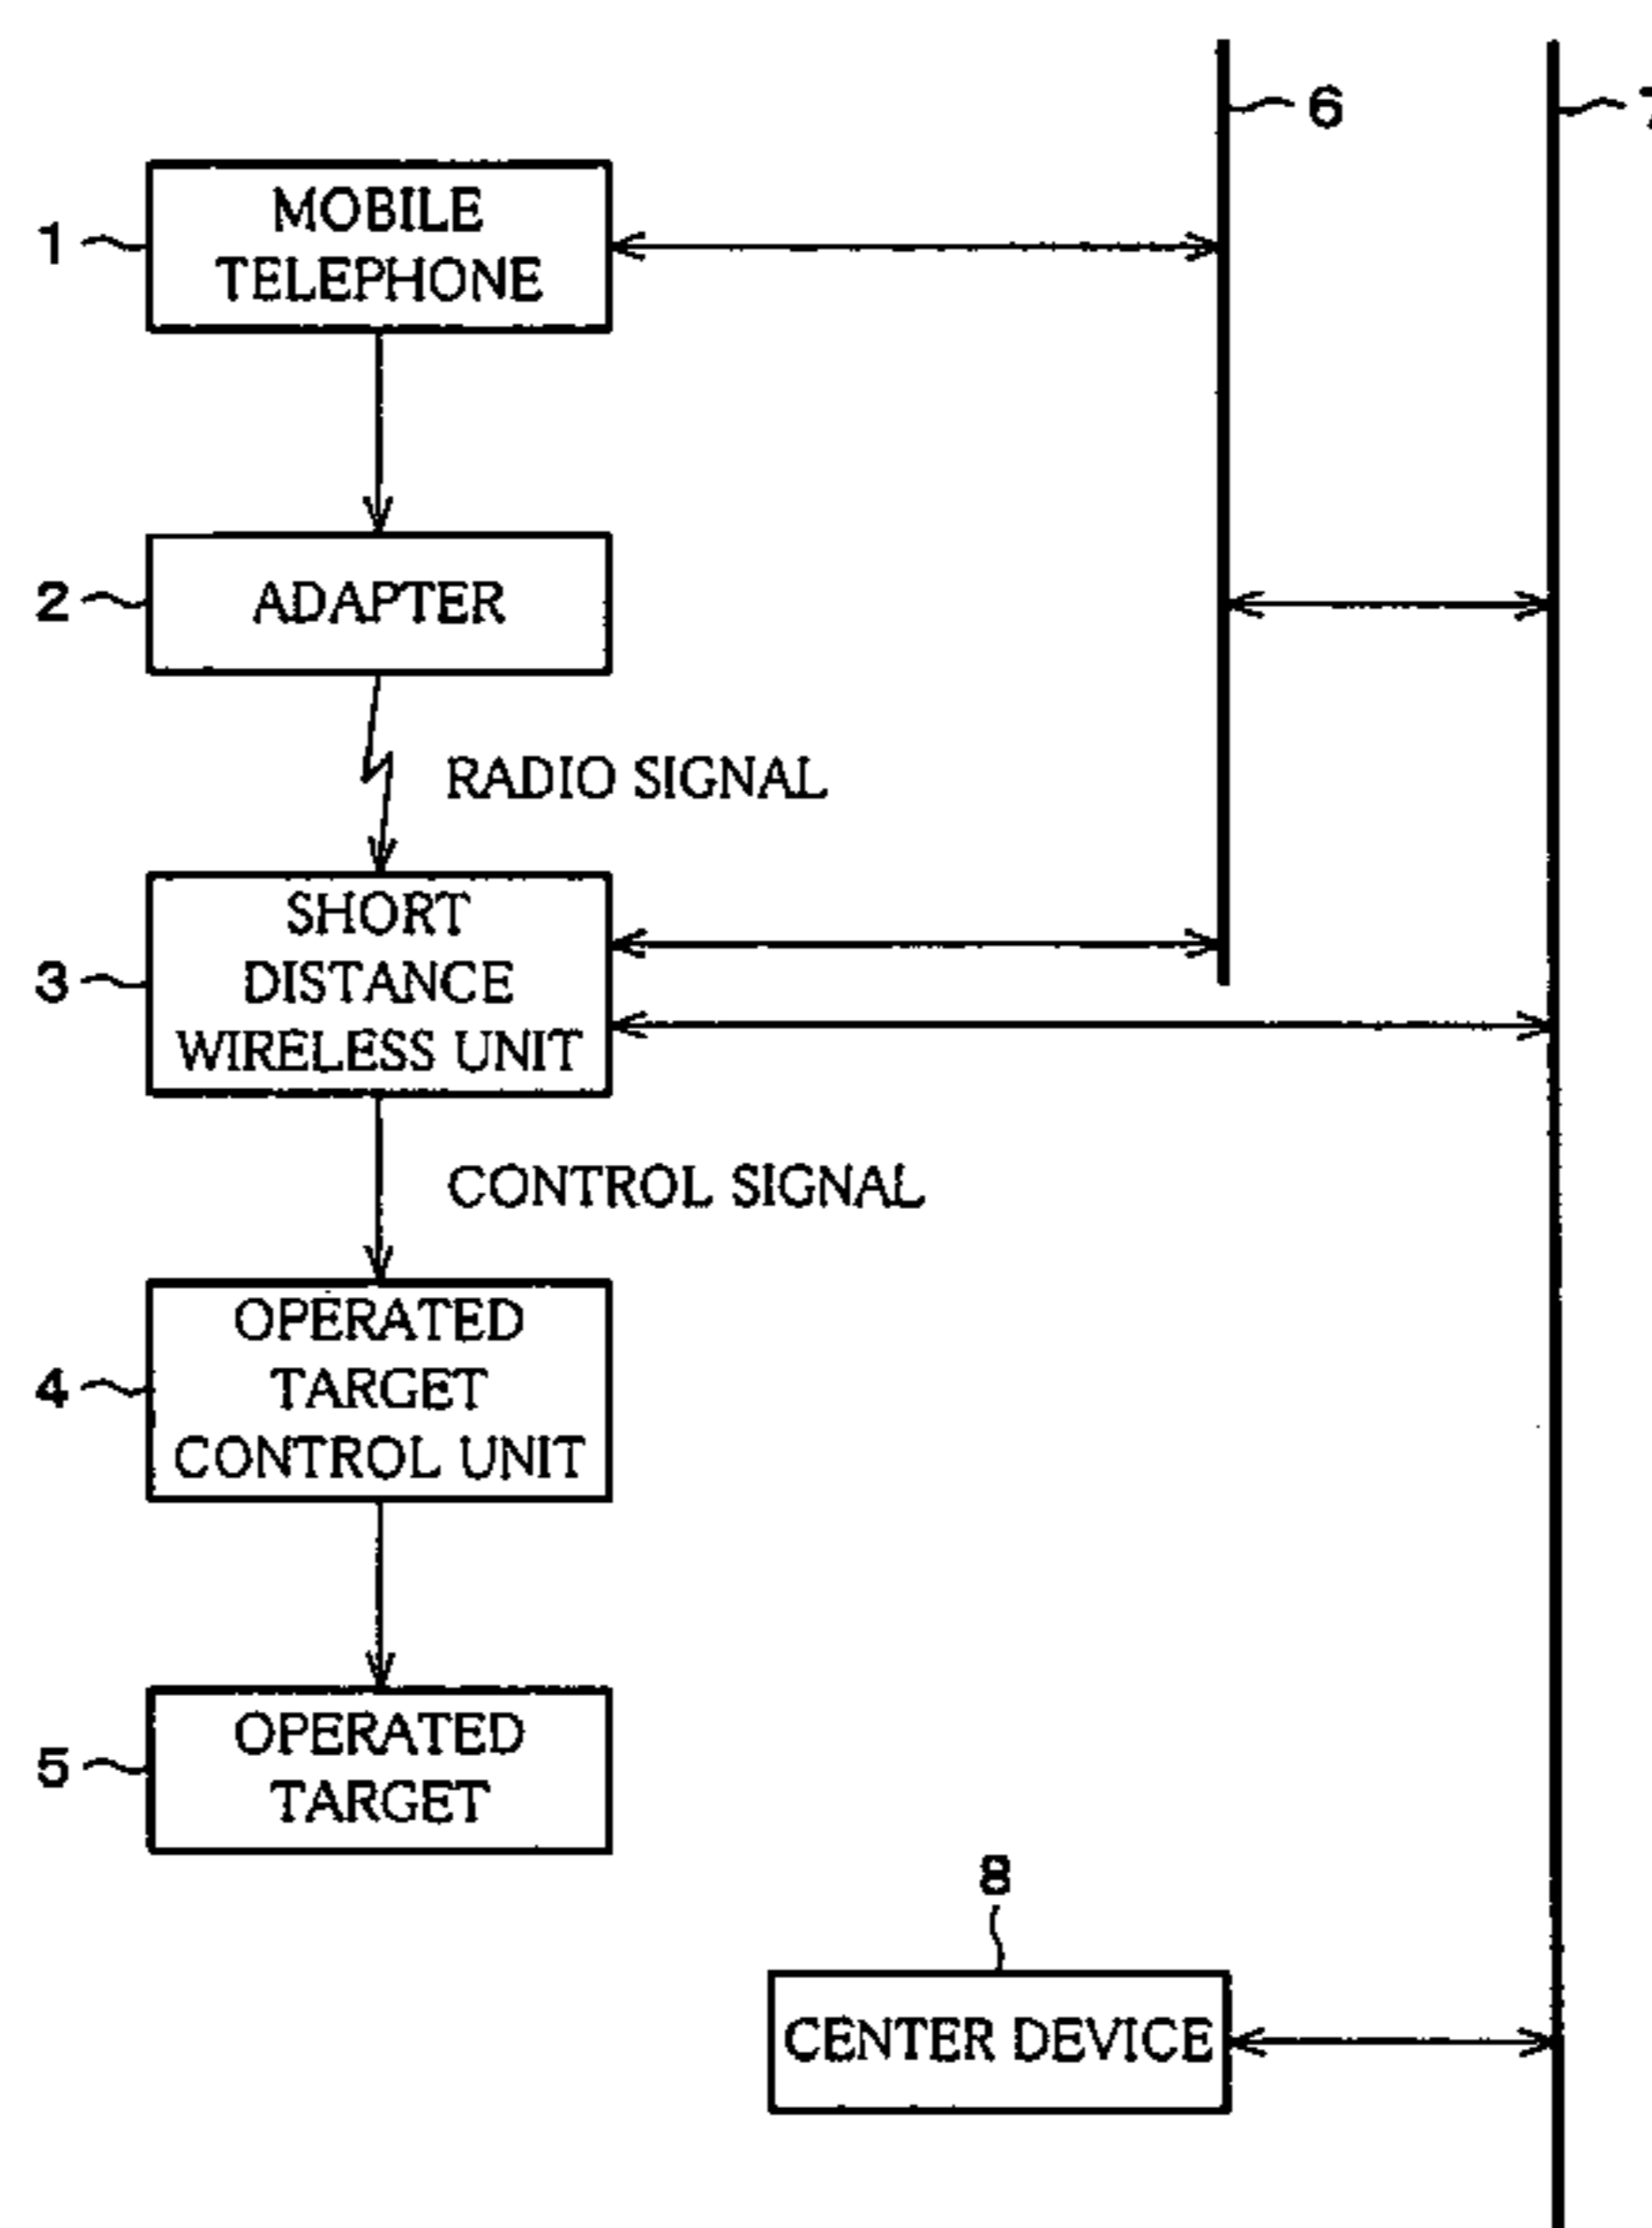 6
7
1
MOBILE
TELEPHONE
2
ADAPTER
RADIO SIGNAL
3
SHORT
DISTANCE
WIRELESS UNIT
CONTROL SIGNAL
4
OPERATED
TARGET
CONTROL UNIT
5
OPERATED
TARGET
8
CENTER DEVICE